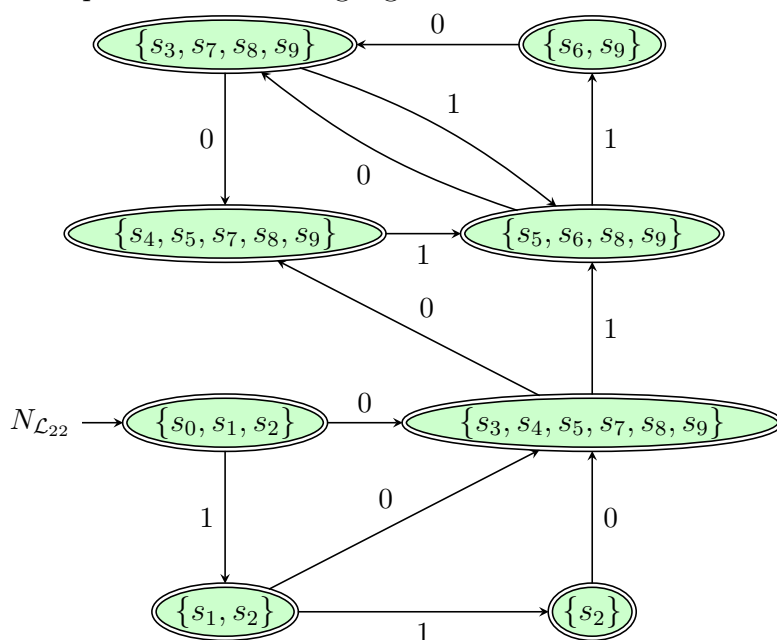 {s₃, s₇, s₈, s₉}
0
{s₆, s₉}
0
1
0
1
{s₄, s₅, s₇, s₈, s₉}
1
{s₅, s₆, s₈, s₉}
0
1
N_{𝓛₂₂}
{s₀, s₁, s₂}
0
{s₃, s₄, s₅, s₇, s₈, s₉}
1
0
0
{s₁, s₂}
1
{s₂}